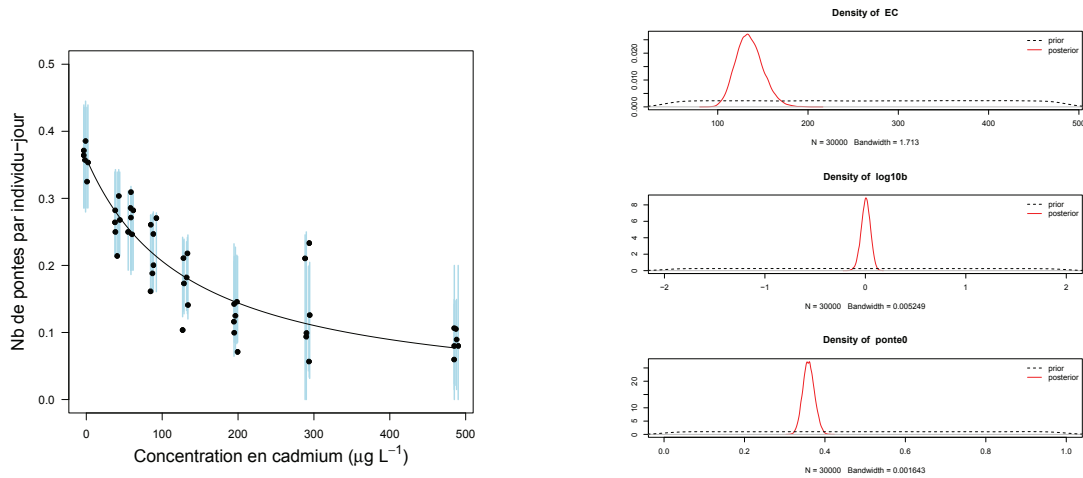 Nb de pontes par individu−jour
0.5
0.4
0.3
0.2
0.1
0.0
0 100 200 300 400 500
Concentration en cadmium (μg L−1)
Density of EC
0.020
0.010
0.000
prior
posterior
100 200 300 400 500
N = 30000 Bandwidth = 1.713
Density of log10b
8
6
4
2
0
prior
posterior
−2 −1 0 1 2
N = 30000 Bandwidth = 0.005249
Density of ponte0
20
10
5
0
prior
posterior
0.0 0.2 0.4 0.6 0.8 1.0
N = 30000 Bandwidth = 0.001643